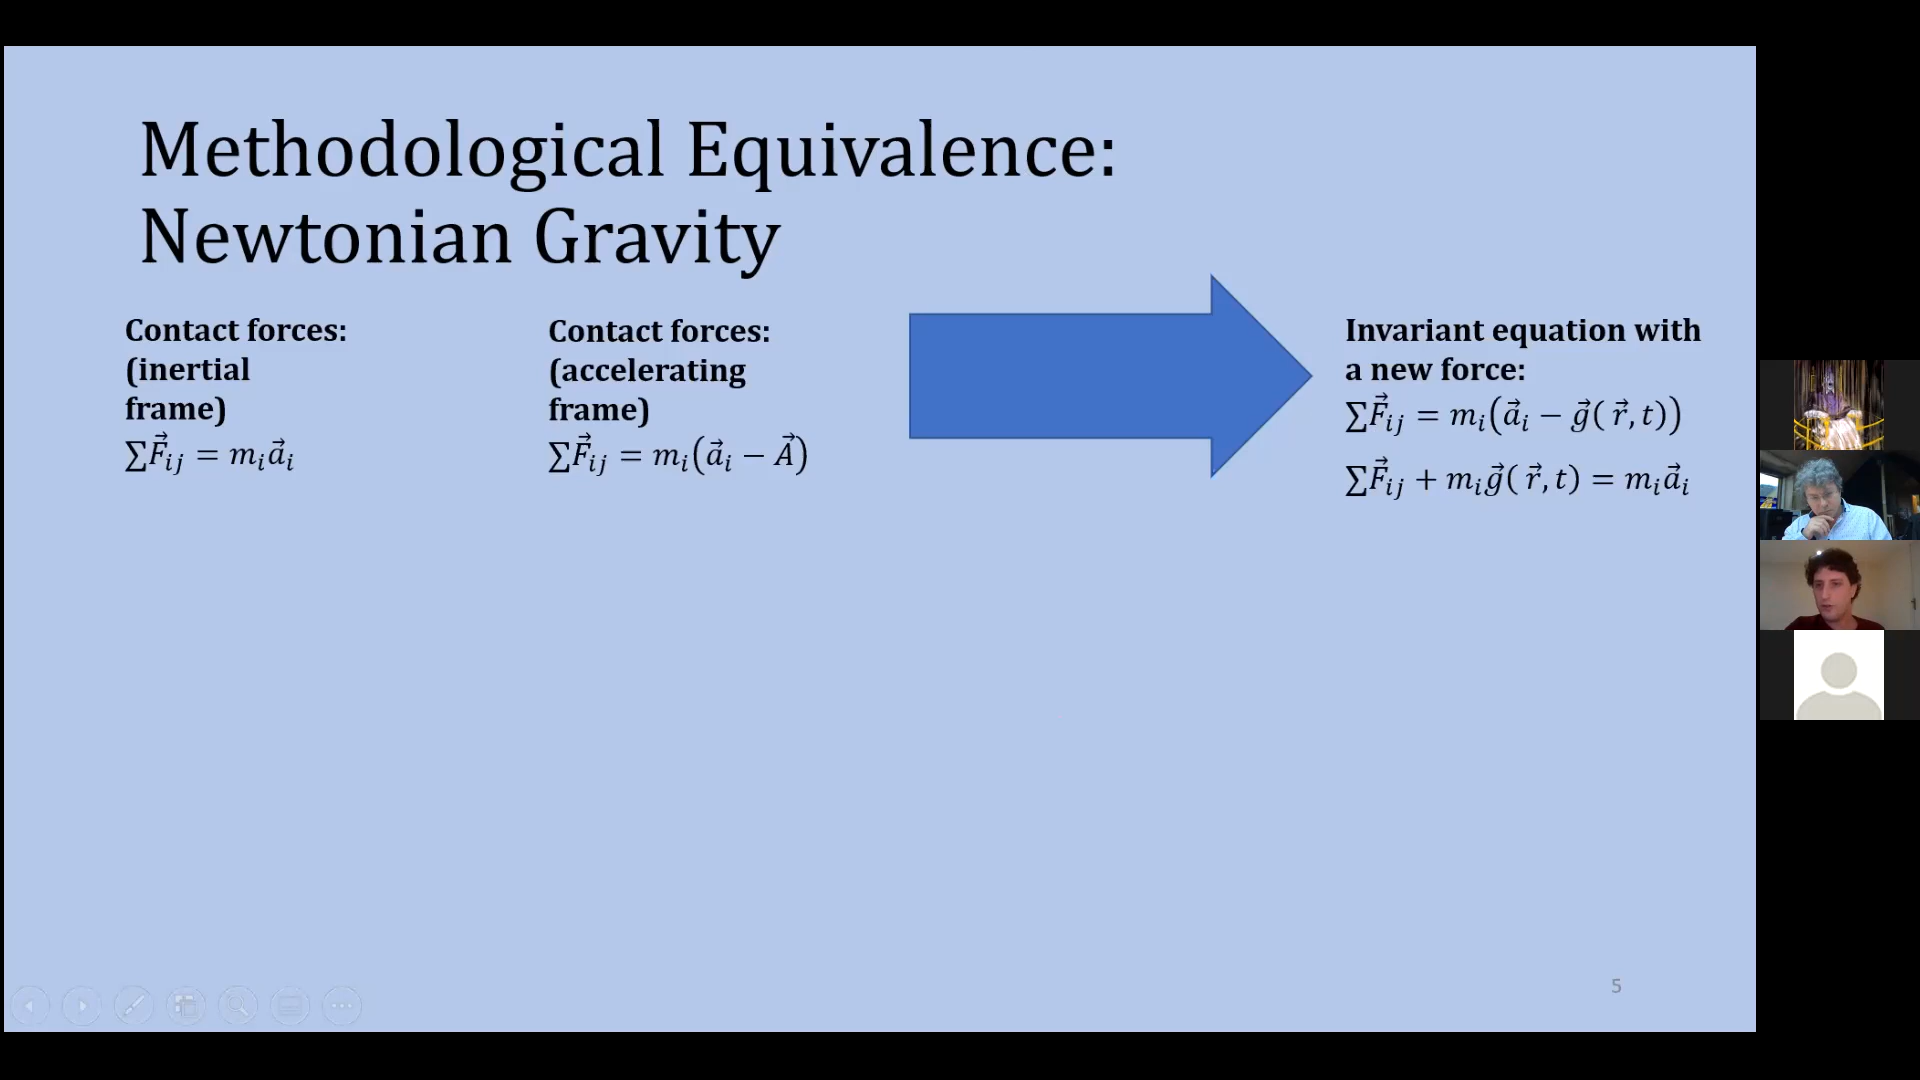 Methodological Equivalence:
Newtonian Gravity
Contact forces:
(inertial
frame)
∑F⃗ᵢⱼ = mᵢa⃗ᵢ
Contact forces:
(accelerating
frame)
∑F⃗ᵢⱼ = mᵢ(a⃗ᵢ − A⃗)
Invariant equation with
a new force:
∑F⃗ᵢⱼ = mᵢ(a⃗ᵢ − g⃗( r⃗, t))
∑F⃗ᵢⱼ + mᵢg⃗( r⃗, t) = mᵢa⃗ᵢ
5